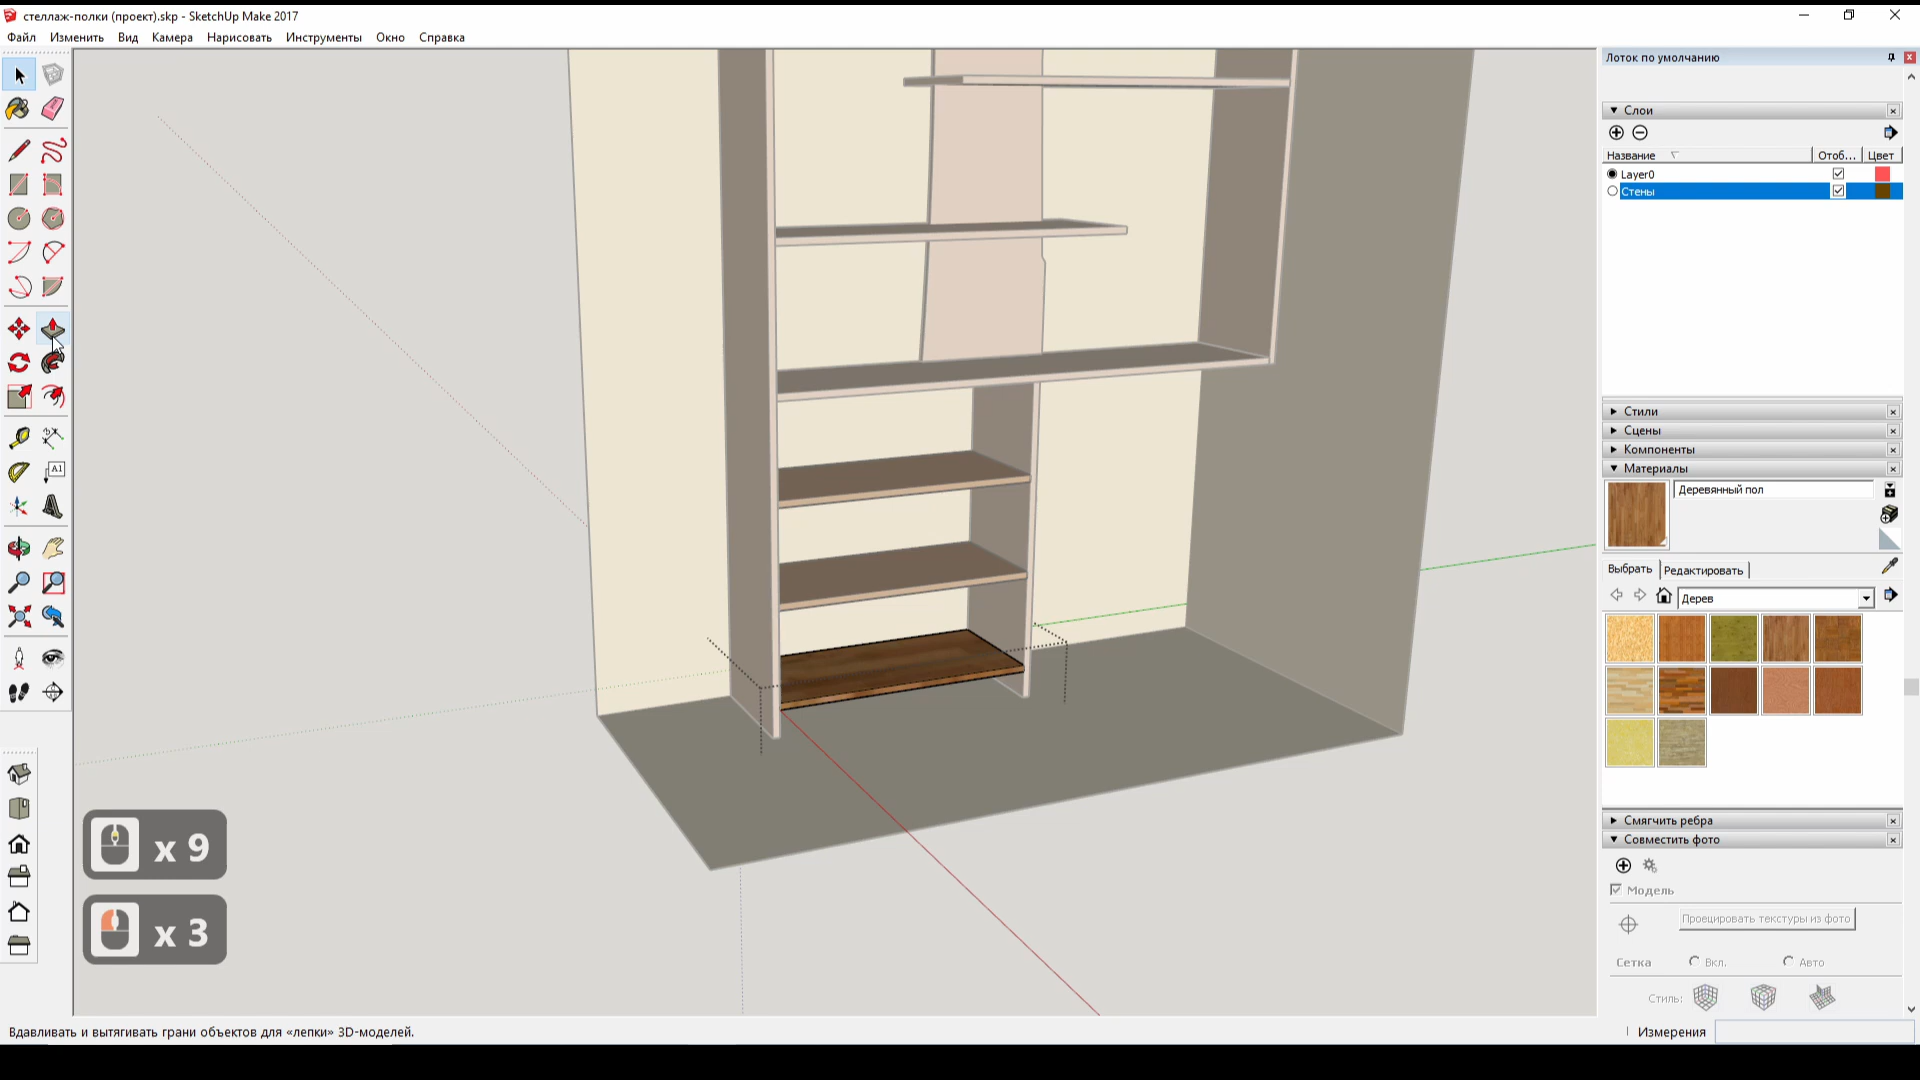 стеллаж-полки (проект).skp - SketchUp Make 2017
Файл Изменить Вид Камера Нарисовать Инструменты Окно Справка
Лоток по умолчанию
Слои
Название Отоб... Цвет
Layer0
Стены
A1
Стили
Сцены
Компоненты
Материалы
Деревянный пол
Выбрать Редактировать
Дерев
x 9
x 3
Смягчить ребра
Совместить фото
Модель
Проецировать текстуры из фото
Сетка Вкл. Авто
Стиль:
Вдавливать и вытягивать грани объектов для «лепки» 3D-моделей.
Измерения